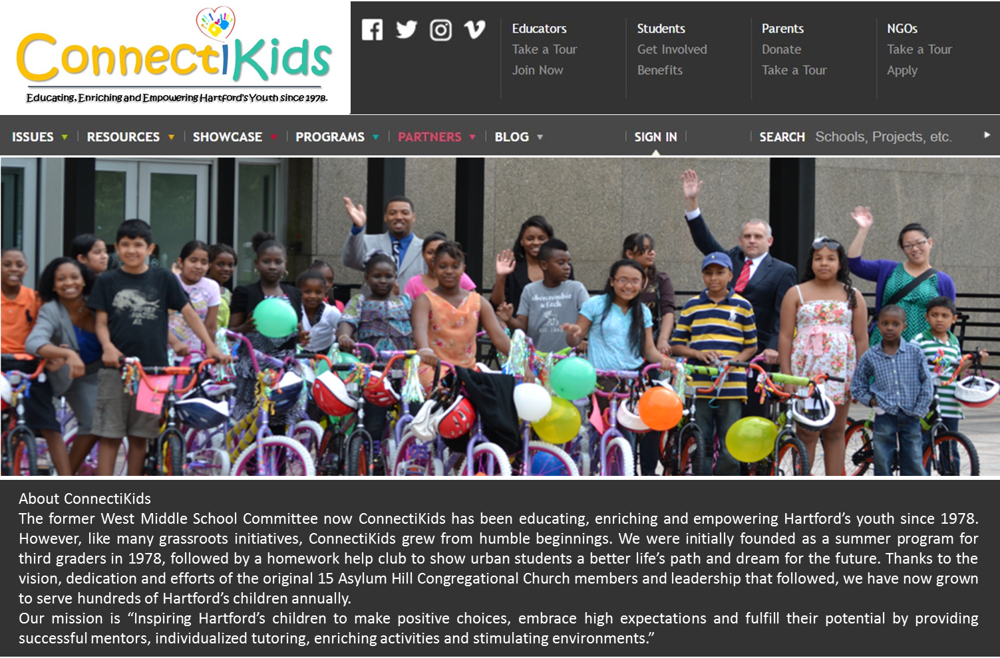 ConnectiKids
Educating, Enriching and Empowering Hartford's Youth since 1978.
Educators
Take a Tour
Join Now
Students
Get Involved
Benefits
Parents
Donate
Take a Tour
NGOs
Take a Tour
Apply
ISSUES RESOURCES SHOWCASE PROGRAMS PARTNERS BLOG SIGN IN SEARCH Schools, Projects, etc.
abercrombie
& fitch
About ConnectiKids
The former West Middle School Committee now ConnectiKids has been educating, enriching and empowering Hartford’s youth since 1978.
However, like many grassroots initiatives, ConnectiKids grew from humble beginnings. We were initially founded as a summer program for
third graders in 1978, followed by a homework help club to show urban students a better life’s path and dream for the future. Thanks to the
vision, dedication and efforts of the original 15 Asylum Hill Congregational Church members and leadership that followed, we have now grown
to serve hundreds of Hartford’s children annually.
Our mission is “Inspiring Hartford’s children to make positive choices, embrace high expectations and fulfill their potential by providing
successful mentors, individualized tutoring, enriching activities and stimulating environments.”